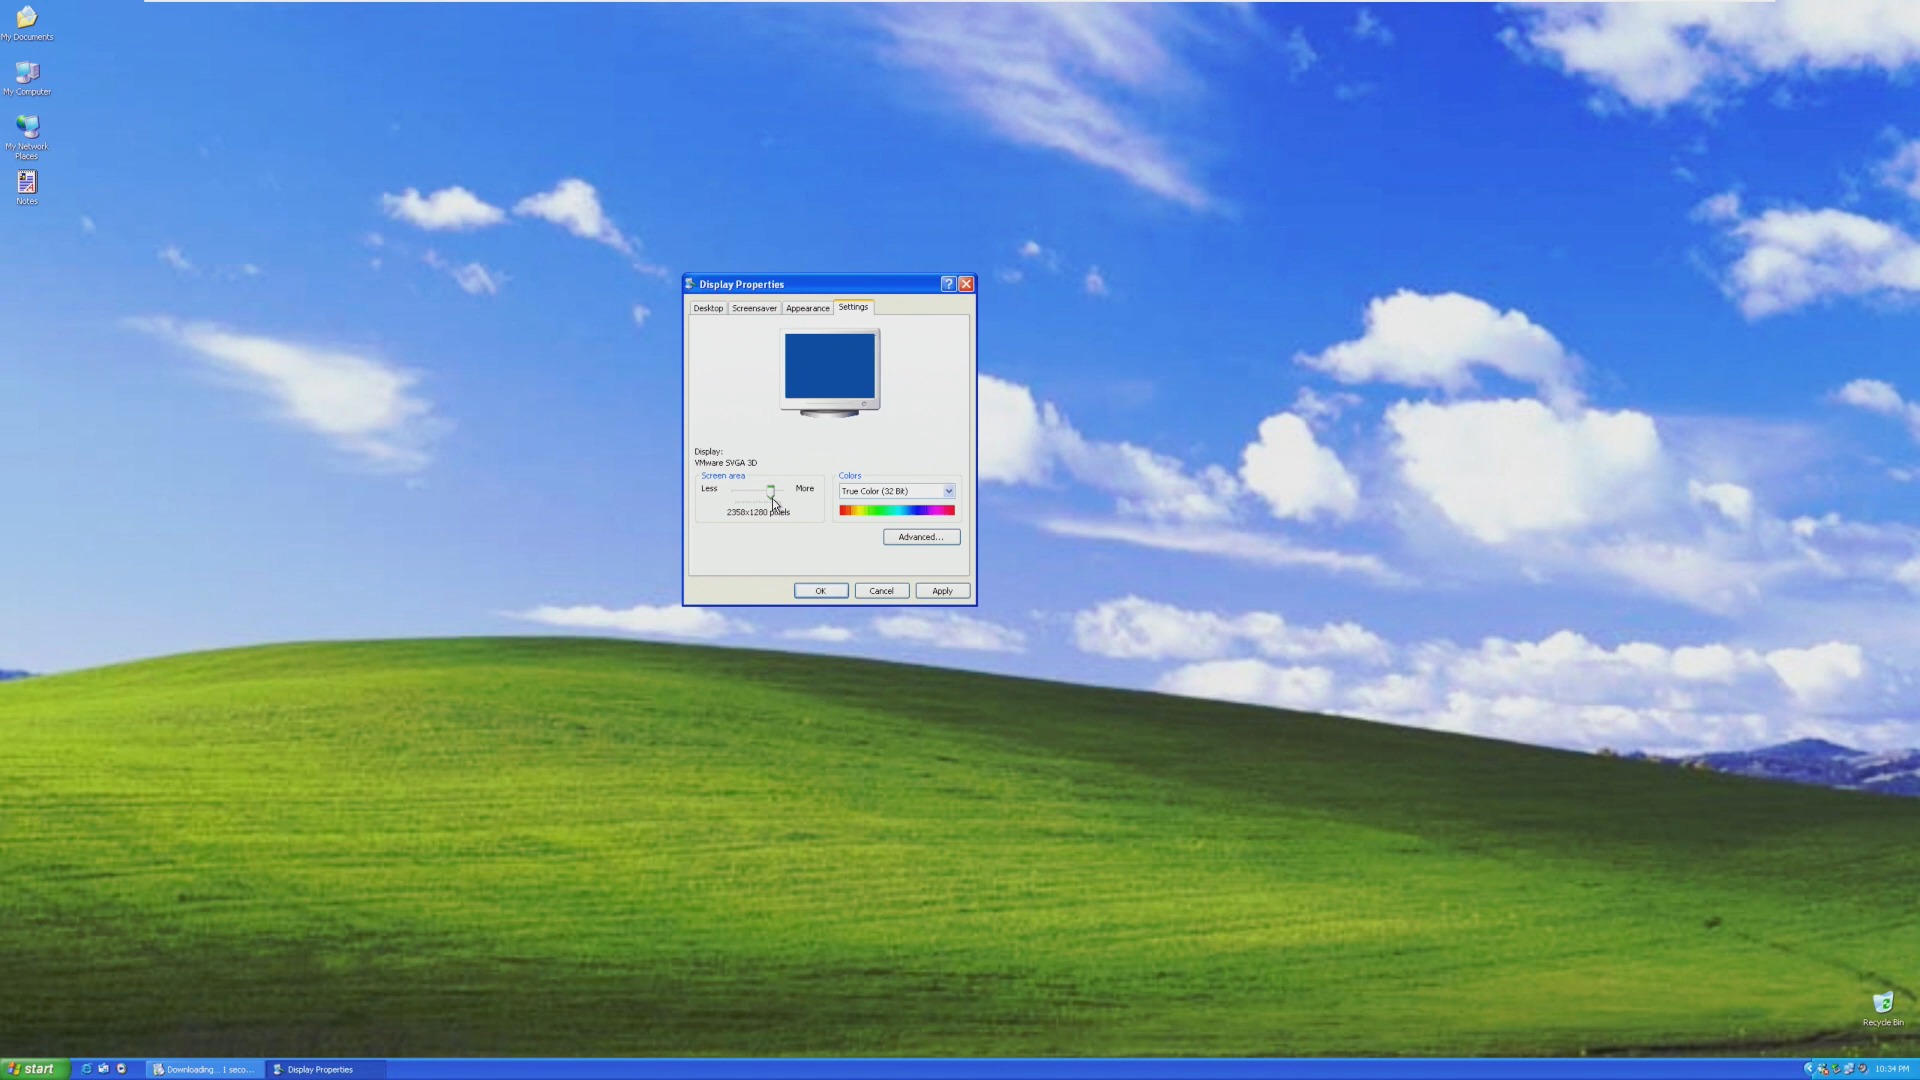 My Documents
My Computer
My Network
Places
Notes
Display Properties
?
Desktop
Screensaver
Appearance
Settings
Display:
VMware SVGA 3D
Screen area
Less
More
2358x1280 pixels
Colors
True Color (32 Bit)
Advanced...
OK
Cancel
Apply
Recycle Bin
start
Downloading... 1 seco...
Display Properties
10:34 PM